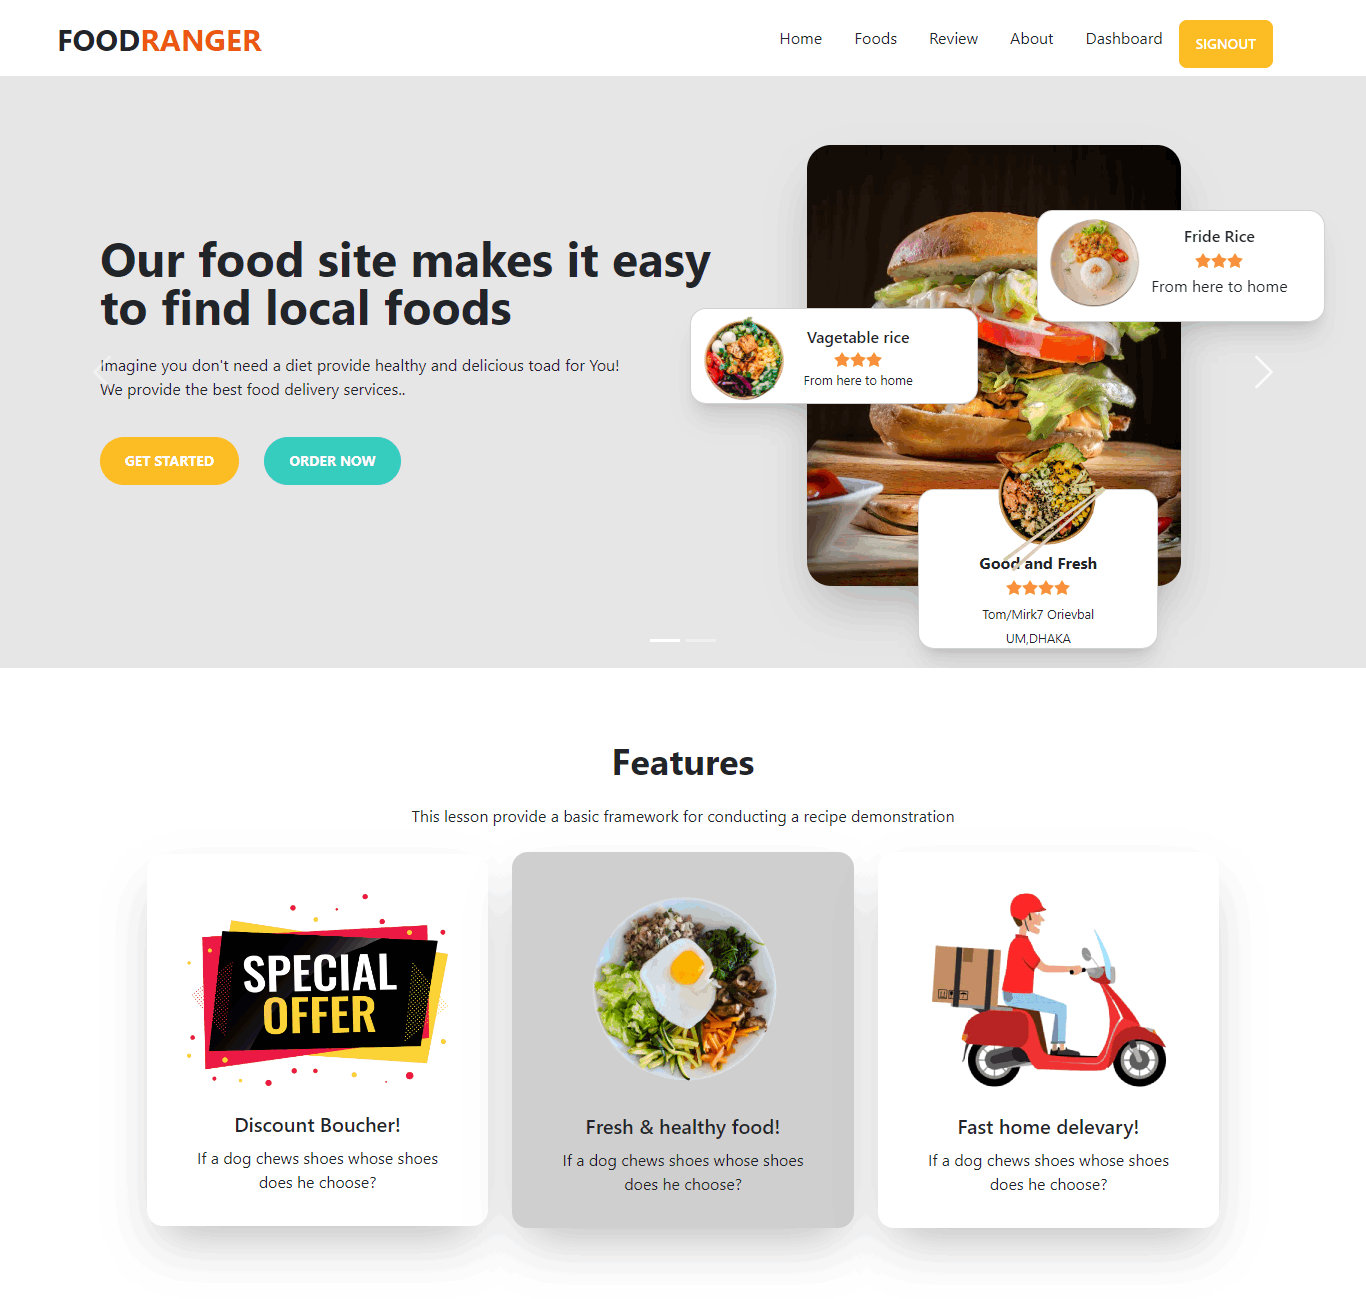 FOODRANGER
Home Foods Review About Dashboard SIGNOUT
Our food site makes it easy
to find local foods
Imagine you don't need a diet provide healthy and delicious toad for You!
We provide the best food delivery services..
GET STARTED ORDER NOW
Fride Rice
From here to home
Vagetable rice
From here to home
Good and Fresh
Tom/Mirk7 Orievbal
UM,DHAKA
Features
This lesson provide a basic framework for conducting a recipe demonstration
SPECIAL
OFFER
Discount Boucher!
If a dog chews shoes whose shoes
does he choose?
Fresh & healthy food!
If a dog chews shoes whose shoes
does he choose?
Fast home delevary!
If a dog chews shoes whose shoes
does he choose?